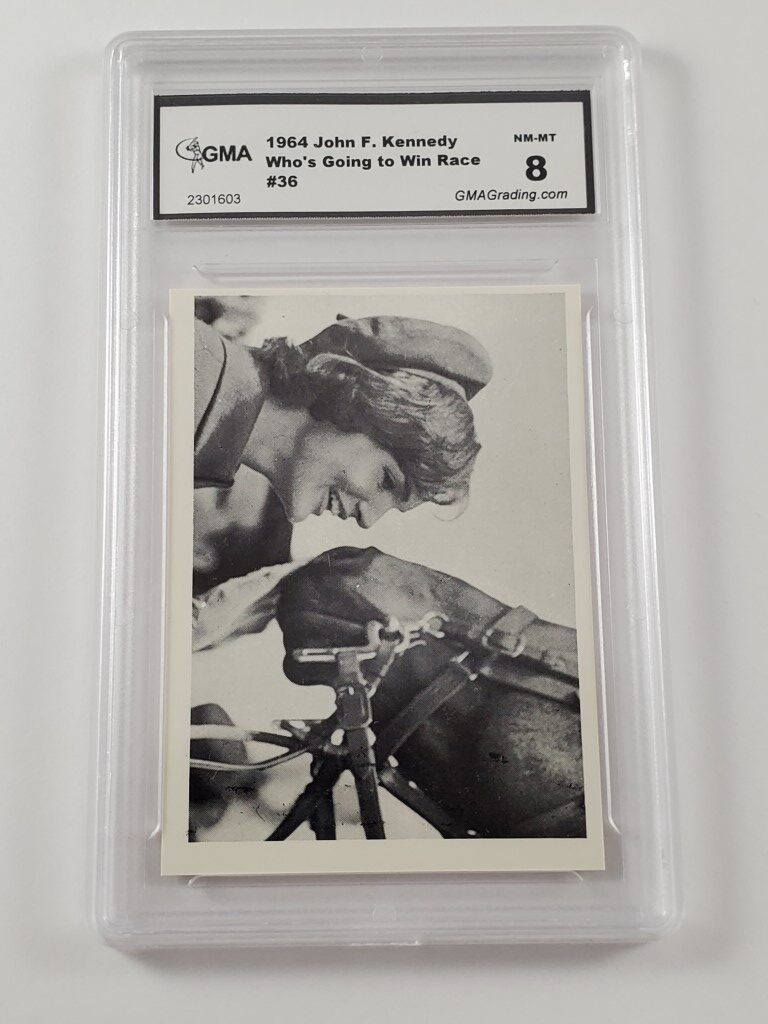 GMA
2301603
1964 John F. Kennedy
Who's Going to Win Race
#36
NM-MT
8
GMAGrading.com